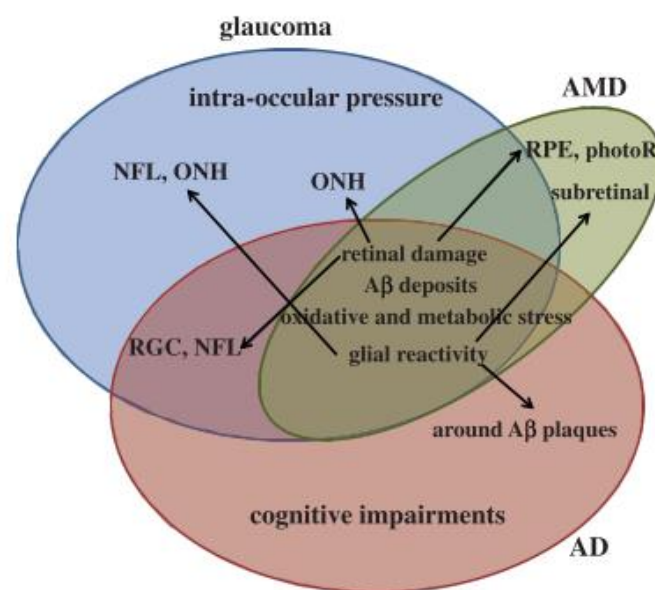 glaucoma
intra-occular pressure
AMD
NFL, ONH
ONH
RPE, photoR
subretinal
retinal damage
Aβ deposits
oxidative and metabolic stress
RGC, NFL
glial reactivity
around Aβ plaques
cognitive impairments
AD